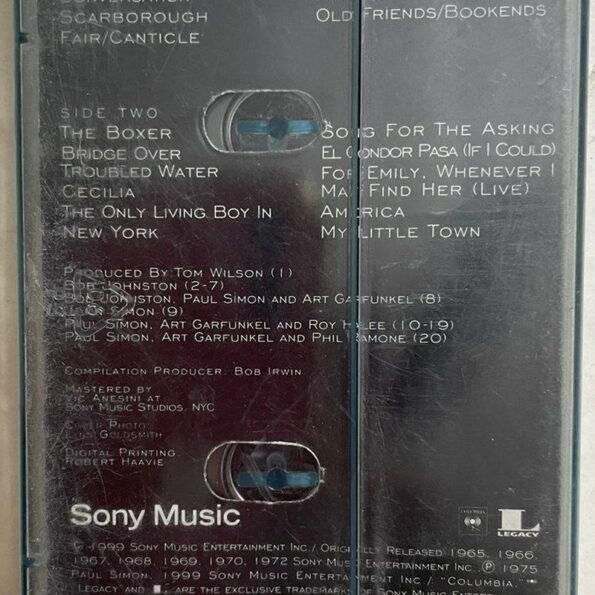 Scarborough
Fair/Canticle
Old Friends/Bookends
Side Two
The Boxer
Bridge Over
Troubled Water
Cecilia
The Only Living Boy In
New York
Song For The Asking
El Condor Pasa (If I Could)
For Emily, Whenever I
May Find Her (Live)
America
My Little Town
Produced By Tom Wilson (1)
Bob Johnston (2-7)
Bob Johnston, Paul Simon and Art Garfunkel (8)
Simon (9)
Paul Simon, Art Garfunkel and Roy Halee (10-19)
Paul Simon, Art Garfunkel and Phil Ramone (20)
Compilation Producer: Bob Irwin
Mastered by
Vic Anesini at
Sony Music Studios, NYC
Cover Photo:
Lynn Goldsmith
Digital Printing
Robert Haavie
Sony Music
COLUMBIA
L
LEGACY
© 1999 Sony Music Entertainment Inc./ Originally Released 1965, 1966,
1967, 1968, 1969, 1970, 1972 Sony Music Entertainment Inc., ℗ 1975
Paul Simon, 1999 Sony Music Entertainment Inc./ "Columbia,"
Legacy and L are the exclusive trademarks of Sony Music